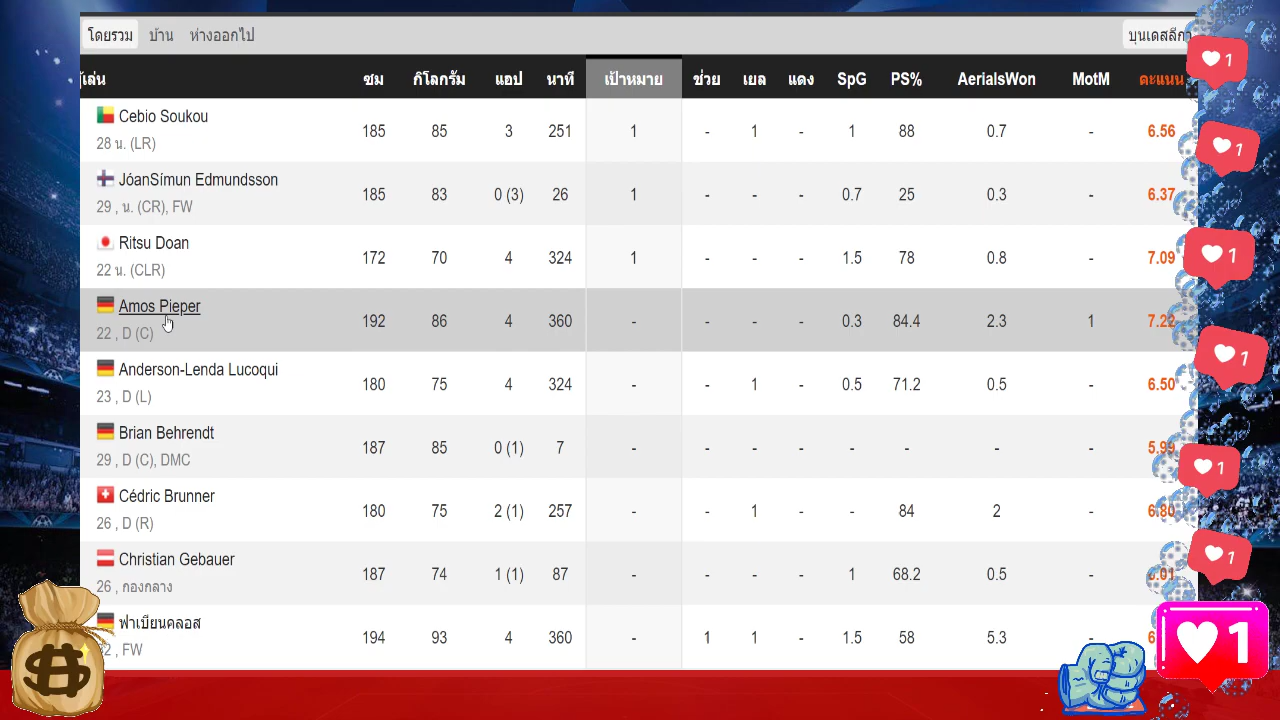 โดยรวม บ้าน ห่างออกไป บุนเดสลีกา
ผู้เล่น ซม กิโลกรัม แอป นาที เป้าหมาย ช่วย เยล แดง SpG PS% AerialsWon MotM คะแนน
Cebio Soukou
185 85 3 251 1 - 1 - 1 88 0.7 - 6.56
28 น. (LR)
JóanSímun Edmundsson
185 83 0 (3) 26 1 - - - 0.7 25 0.3 - 6.37
29 , น. (CR), FW
Ritsu Doan
172 70 4 324 1 - - - 1.5 78 0.8 - 7.09
22 น. (CLR)
Amos Pieper
192 86 4 360 - - - - 0.3 84.4 2.3 1 7.22
22 , D (C)
Anderson-Lenda Lucoqui
180 75 4 324 - - 1 - 0.5 71.2 0.5 - 6.50
23 , D (L)
Brian Behrendt
187 85 0 (1) 7 - - - - - - - - 5.99
29 , D (C), DMC
Cédric Brunner
180 75 2 (1) 257 - - 1 - - 84 2 - 6.80
26 , D (R)
Christian Gebauer
187 74 1 (1) 87 - - - - 1 68.2 0.5 - 6.01
26 , กองกลาง
ฟาเบียนคลอส
194 93 4 360 - 1 1 - 1.5 58 5.3 -
32 , FW
1
1
1
1
1
1
1